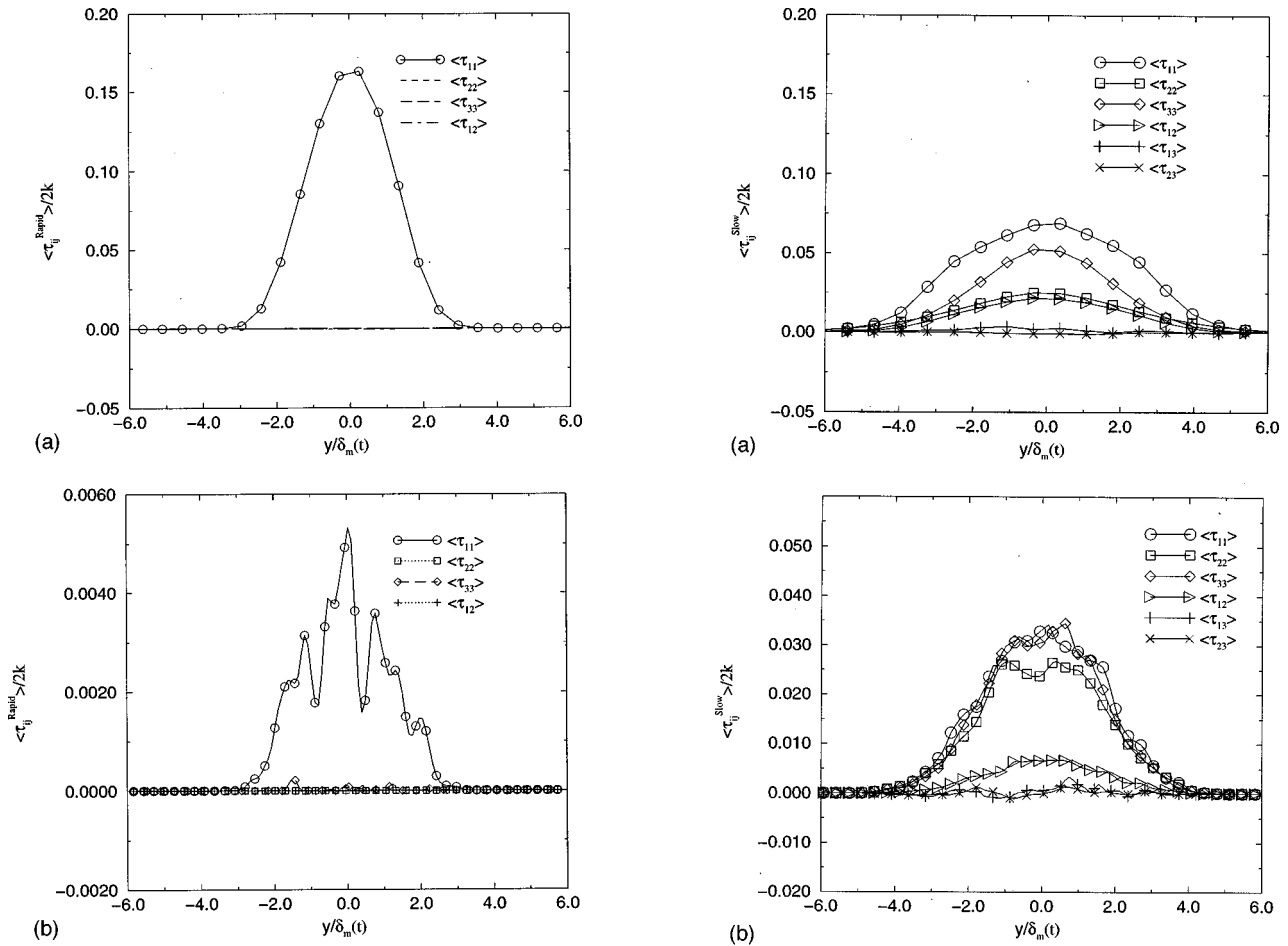 0.20
0.15
0.10
0.05
0.00
−0.05
<τ_ij^Rapid>/2k
<τ₁₁>
<τ₂₂>
<τ₃₃>
<τ₁₂>
−6.0 −4.0 −2.0 0.0 2.0 4.0 6.0
y/δ_m(t)
(a)
0.20
0.15
0.10
0.05
0.00
−0.05
<τ_ij^Slow>/2k
<τ₁₁>
<τ₂₂>
<τ₃₃>
<τ₁₂>
<τ₁₃>
<τ₂₃>
−6.0 −4.0 −2.0 0.0 2.0 4.0 6.0
y/δ_m(t)
(a)
0.0060
0.0040
0.0020
0.0000
−0.0020
<τ_ij^Rapid>/2k
<τ₁₁>
<τ₂₂>
<τ₃₃>
<τ₁₂>
−6.0 −4.0 −2.0 0.0 2.0 4.0 6.0
y/δ_m(t)
(b)
0.050
0.040
0.030
0.020
0.010
0.000
−0.010
−0.020
<τ_ij^Slow>/2k
<τ₁₁>
<τ₂₂>
<τ₃₃>
<τ₁₂>
<τ₁₃>
<τ₂₃>
−6.0 −4.0 −2.0 0.0 2.0 4.0 6.0
y/δ_m(t)
(b)